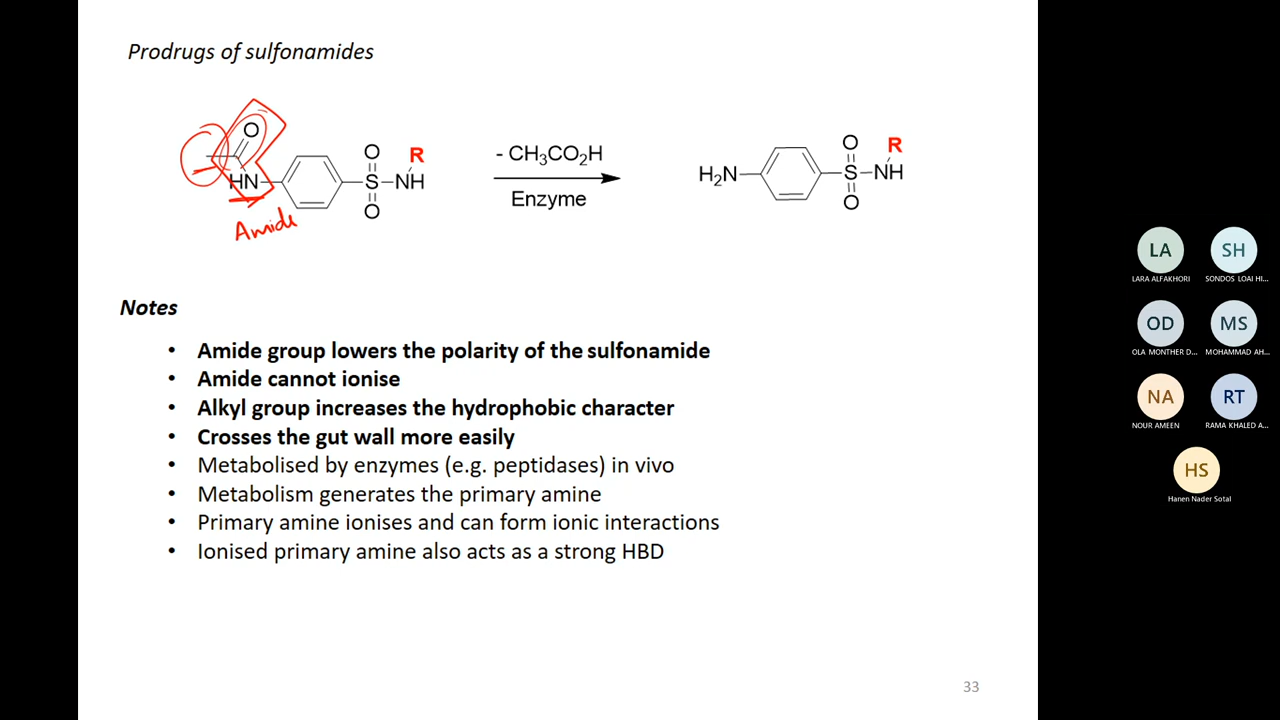 Prodrugs of sulfonamides
O
HN
O
S
O
NH
R
Amide
- CH₃CO₂H
Enzyme
H₂N
O
S
O
NH
R
Notes
• Amide group lowers the polarity of the sulfonamide
• Amide cannot ionise
• Alkyl group increases the hydrophobic character
• Crosses the gut wall more easily
• Metabolised by enzymes (e.g. peptidases) in vivo
• Metabolism generates the primary amine
• Primary amine ionises and can form ionic interactions
• Ionised primary amine also acts as a strong HBD
33
LA
SH
LARA ALFAKHORI
SONDOS LOAI HI...
OD
MS
OLA MONTHER D...
MOHAMMAD AH...
NA
RT
NOUR AMEEN
RAMA KHALED A...
HS
Hanen Nader Sotal